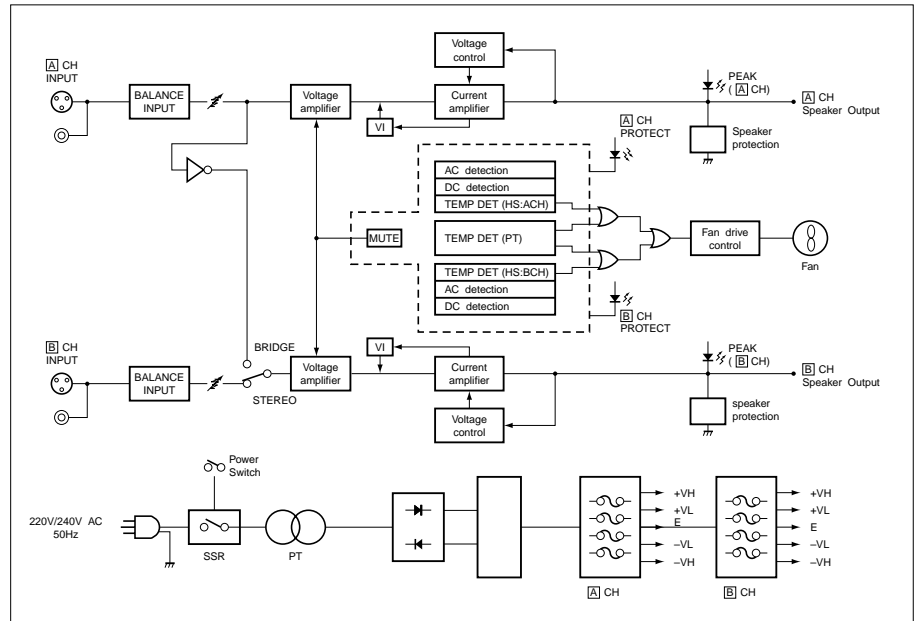 Voltage
control
A CH
INPUT
PEAK
( A CH)
BALANCE
INPUT
Voltage
amplifier
Current
amplifier
A CH
Speaker Output
VI
A CH
PROTECT
Speaker
protection
AC detection
DC detection
TEMP DET (HS:ACH)
MUTE
TEMP DET (PT)
Fan drive
control
Fan
TEMP DET (HS:BCH)
AC detection
DC detection
B CH
PROTECT
B CH
INPUT
BRIDGE
VI
PEAK
( B CH)
BALANCE
INPUT
Voltage
amplifier
Current
amplifier
B CH
Speaker Output
STEREO
Voltage
control
speaker
protection
Power
Switch
220V/240V AC
50Hz
SSR
PT
+VH
+VL
E
–VL
–VH
A CH
+VH
+VL
E
–VL
–VH
B CH